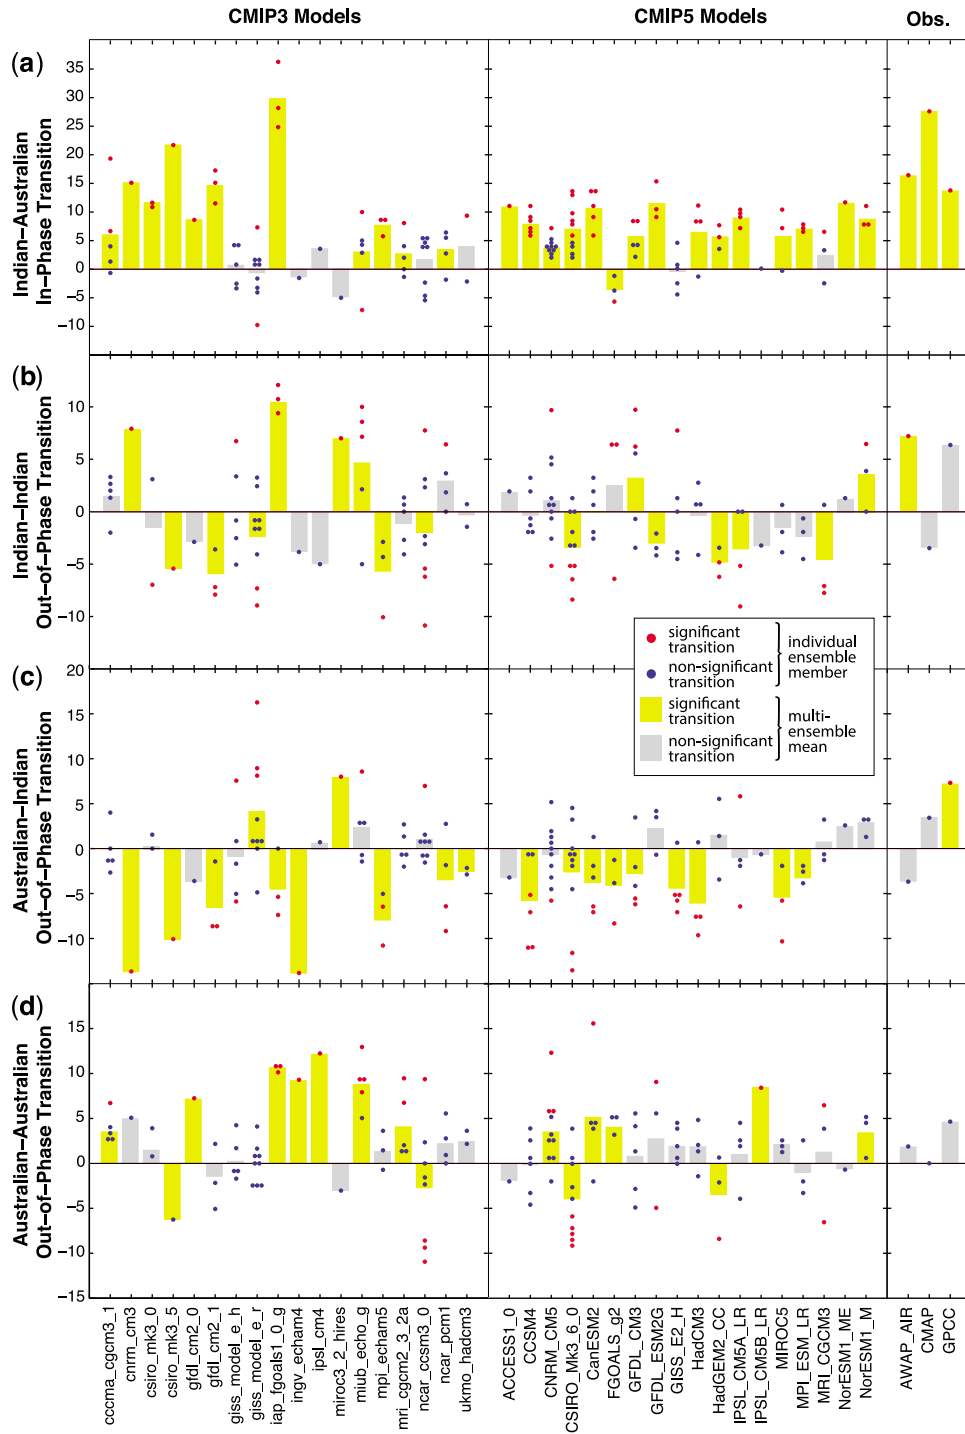 CMIP3 Models
CMIP5 Models
Obs.
(a)
Indian–Australian
In–Phase Transition
35
30
25
20
15
10
5
0
−5
−10
(b)
Indian–Indian
Out–of–Phase Transition
10
5
0
−5
−10
significant
transition
non-significant
transition
individual
ensemble
member
significant
transition
non-significant
transition
multi-
ensemble
mean
(c)
Australian–Indian
Out–of–Phase Transition
20
15
10
5
0
−5
−10
(d)
Australian–Australian
Out–of–Phase Transition
15
10
5
0
−5
−10
−15
cccma_cgcm3_1
cnrm_cm3
csiro_mk3_0
csiro_mk3_5
gfdl_cm2_0
gfdl_cm2_1
giss_model_e_h
giss_model_e_r
iap_fgoals1_0_g
ingv_echam4
ipsl_cm4
miroc3_2_hires
miub_echo_g
mpi_echam5
mri_cgcm2_3_2a
ncar_ccsm3_0
ncar_pcm1
ukmo_hadcm3
ACCESS1_0
CCSM4
CNRM_CM5
CSIRO_Mk3_6_0
CanESM2
FGOALS_g2
GFDL_CM3
GFDL_ESM2G
GISS_E2_H
HadCM3
HadGEM2_CC
IPSL_CM5A_LR
IPSL_CM5B_LR
MIROC5
MPI_ESM_LR
MRI_CGCM3
NorESM1_ME
NorESM1_M
AWAP_AIR
CMAP
GPCC